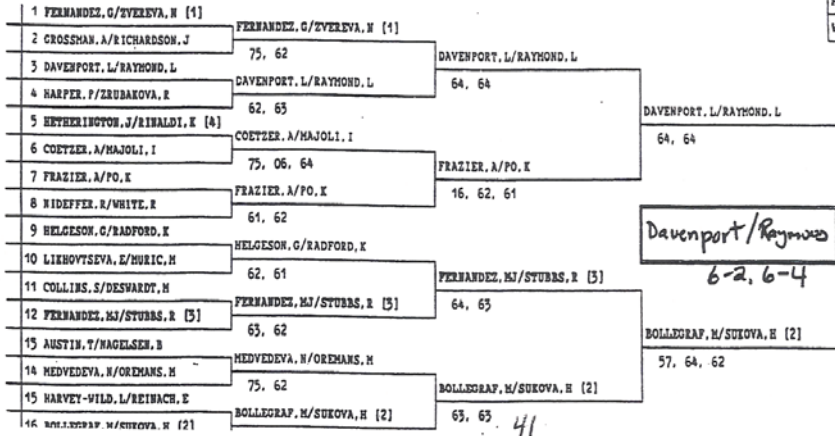 1 FERNANDEZ,G/ZVEREVA,N [1]
2 GROSSMAN,A/RICHARDSON,J
3 DAVENPORT,L/RAYMOND,L
4 HARPER,P/ZRUBAKOVA,R
5 HETHERINGTON,J/RINALDI,K [4]
6 COETZER,A/MAJOLI,I
7 FRAZIER,A/PO,K
8 NIDEFFER,R/WHITE,R
9 HELGESON,G/RADFORD,K
10 LIKHOVTSEVA,E/MURIC,M
11 COLLINS,S/DESWARDT,M
12 FERNANDEZ,MJ/STUBBS,R [3]
13 AUSTIN,T/NAGELSEN,B
14 MEDVEDEVA,N/OREMANS,M
15 HARVEY-WILD,L/REINACH,E
16 BOLLEGRAF,M/SUKOVA,H [2]
FERNANDEZ,G/ZVEREVA,N [1]
75, 62
DAVENPORT,L/RAYMOND,L
62, 63
COETZER,A/MAJOLI,I
75, 06, 64
FRAZIER,A/PO,K
61, 62
HELGESON,G/RADFORD,K
62, 61
FERNANDEZ,MJ/STUBBS,R [3]
63, 62
MEDVEDEVA,N/OREMANS,M
75, 62
BOLLEGRAF,M/SUKOVA,H [2]
DAVENPORT,L/RAYMOND,L
64, 64
FRAZIER,A/PO,K
16, 62, 61
FERNANDEZ,MJ/STUBBS,R [3]
64, 63
BOLLEGRAF,M/SUKOVA,H [2]
63, 63
41
DAVENPORT,L/RAYMOND,L
64, 64
BOLLEGRAF,M/SUKOVA,H [2]
57, 64, 62
Davenport/Raymond
6-2, 6-4